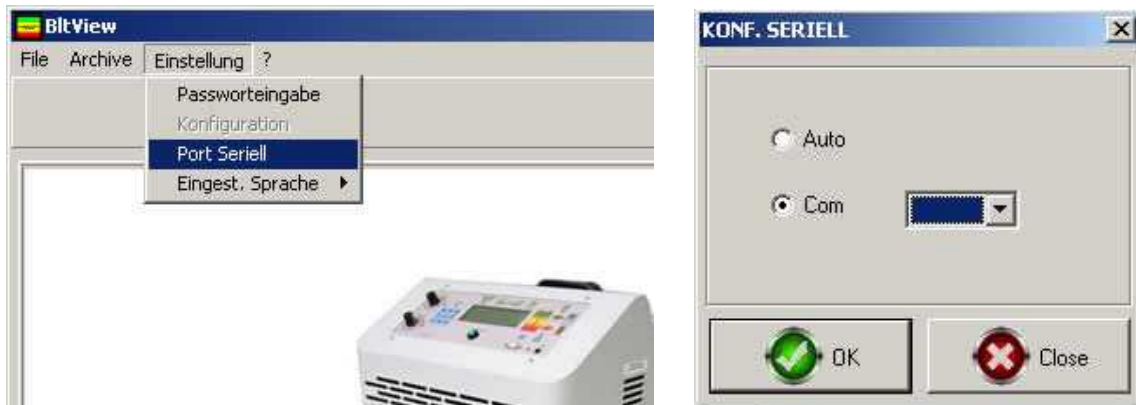 BltView
File Archive Einstellung ?
Passworteingabe
Konfiguration
Port Seriell
Eingest. Sprache
KONF. SERIELL
Auto
Com
OK
Close